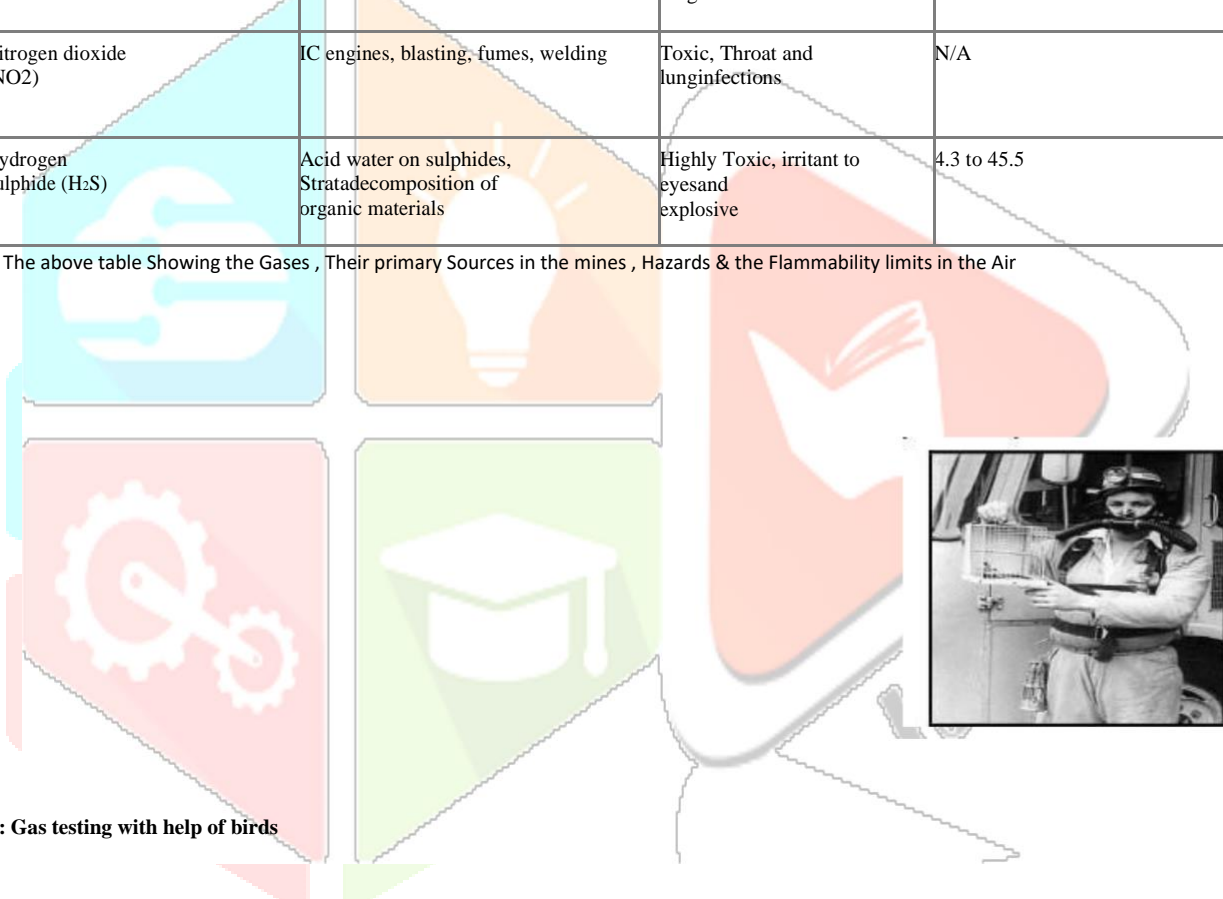 itrogen dioxide
NO2)
IC engines, blasting, fumes, welding
Toxic, Throat and
lunginfections
N/A
ydrogen
ulphide (H2S)
Acid water on sulphides,
Stratadecomposition of
organic materials
Highly Toxic, irritant to
eyesand
explosive
4.3 to 45.5
The above table Showing the Gases , Their primary Sources in the mines , Hazards & the Flammability limits in the Air
: Gas testing with help of birds